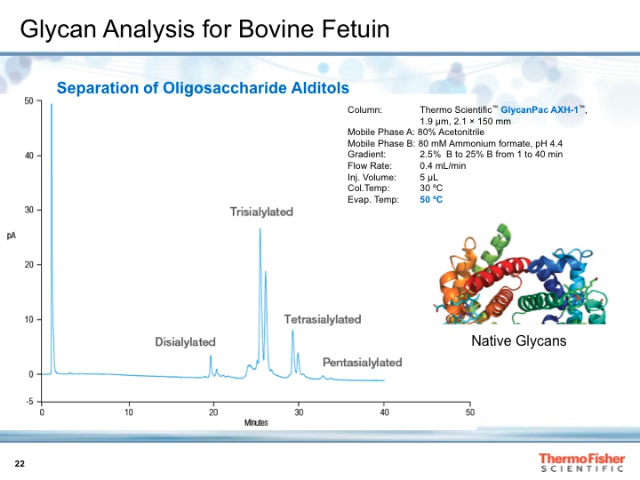 Glycan Analysis for Bovine Fetuin
Separation of Oligosaccharide Alditols
Column: Thermo Scientific™ GlycanPac AXH-1™,
1.9 µm, 2.1 × 150 mm
Mobile Phase A: 80% Acetonitrile
Mobile Phase B: 80 mM Ammonium formate, pH 4.4
Gradient: 2.5% B to 25% B from 1 to 40 min
Flow Rate: 0.4 mL/min
Inj. Volume: 5 µL
Col.Temp: 30 ºC
Evap. Temp: 50 ºC
50
40
30
20
10
0
-5
pA
Trisialylated
Tetrasialylated
Disialylated
Pentasialylated
0 10 20 30 40 50
Minutes
Native Glycans
22
ThermoFisher
SCIENTIFIC